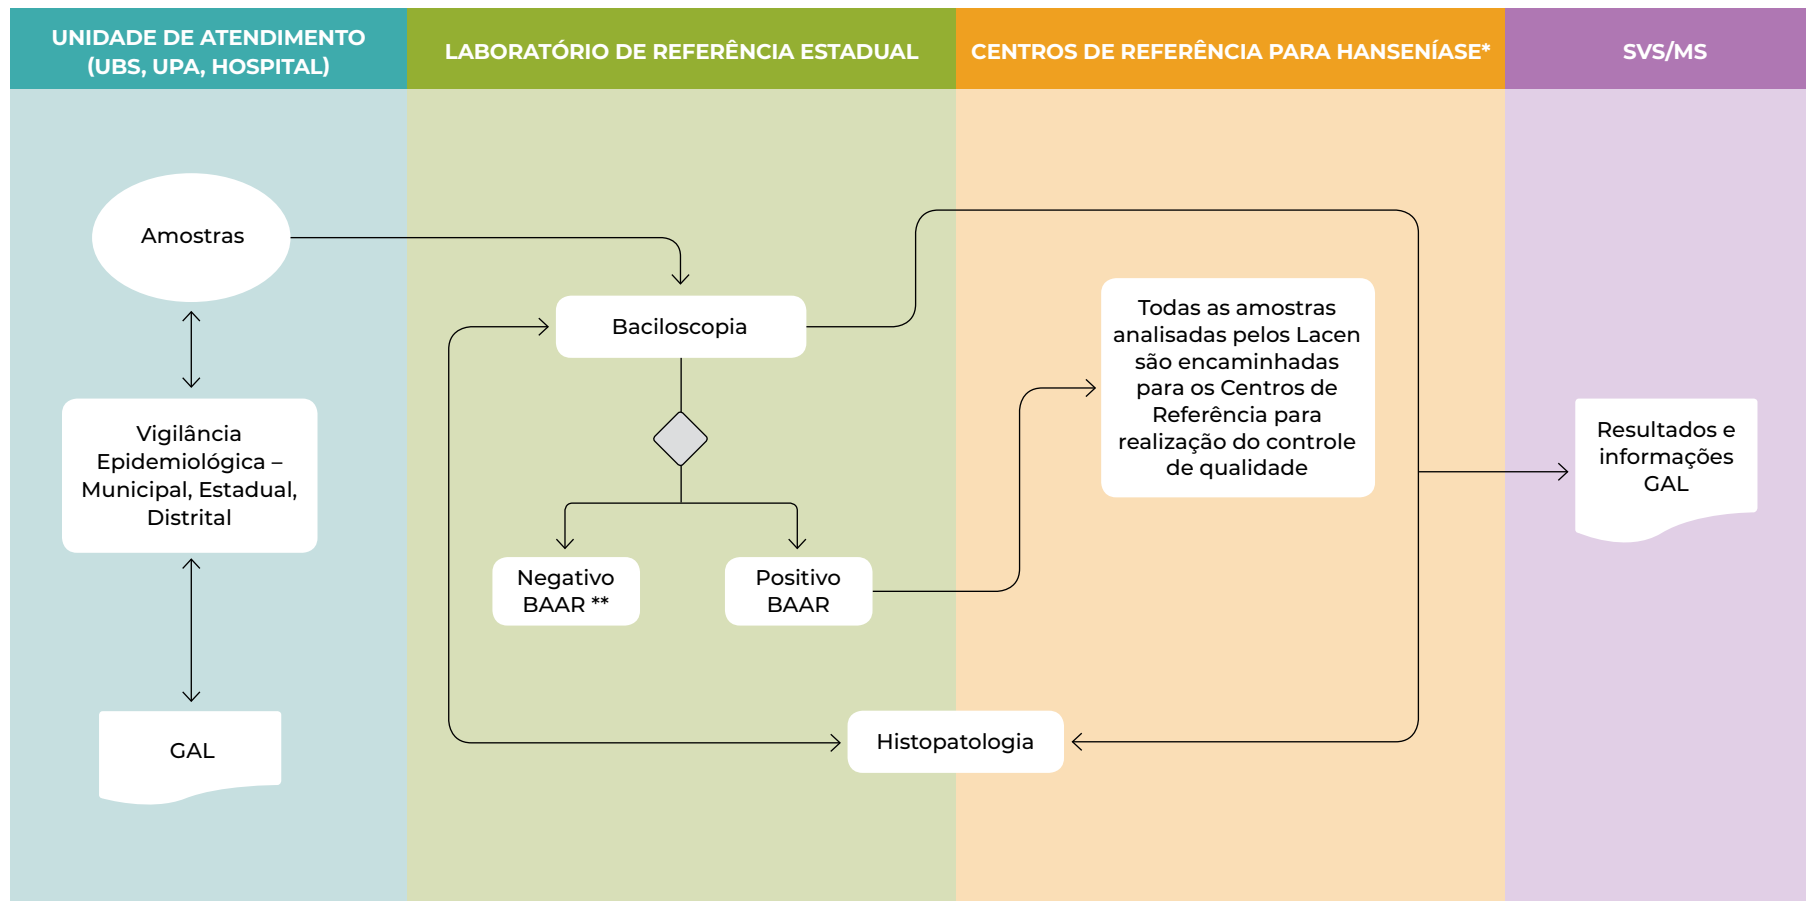 UNIDADE DE ATENDIMENTO
(UBS, UPA, HOSPITAL)
LABORATÓRIO DE REFERÊNCIA ESTADUAL
CENTROS DE REFERÊNCIA PARA HANSENÍASE*
SVS/MS
Amostras
Vigilância
Epidemiológica –
Municipal, Estadual,
Distrital
GAL
Baciloscopia
Negativo
BAAR **
Positivo
BAAR
Histopatologia
Todas as amostras
analisadas pelos Lacen
são encaminhadas
para os Centros de
Referência para
realização do controle
de qualidade
Resultados e
informações
GAL